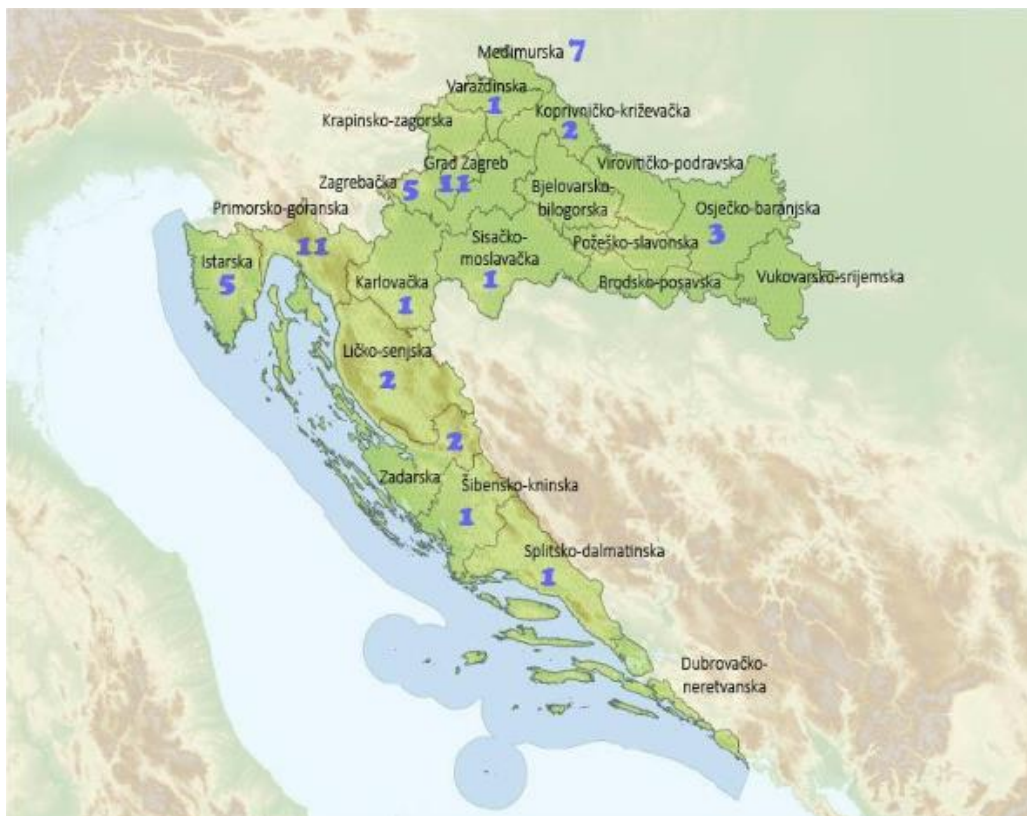 Međimurska 7
Varaždinska
1
Koprivničko-križevačka
2
Krapinsko-zagorska
Grad Zagreb
11
Virovitičko-podravska
Zagrebačka
5
Bjelovarsko-
bilogorska
Primorsko-goranska
11
Osječko-baranjska
3
Sisačko-
moslavačka
1
Požeško-slavonska
Istarska
5
Karlovačka
1
Brodsko-posavska
Vukovarsko-srijemska
Ličko-senjska
2
2
Zadarska
Šibensko-kninska
1
Splitsko-dalmatinska
1
Dubrovačko-
neretvanska